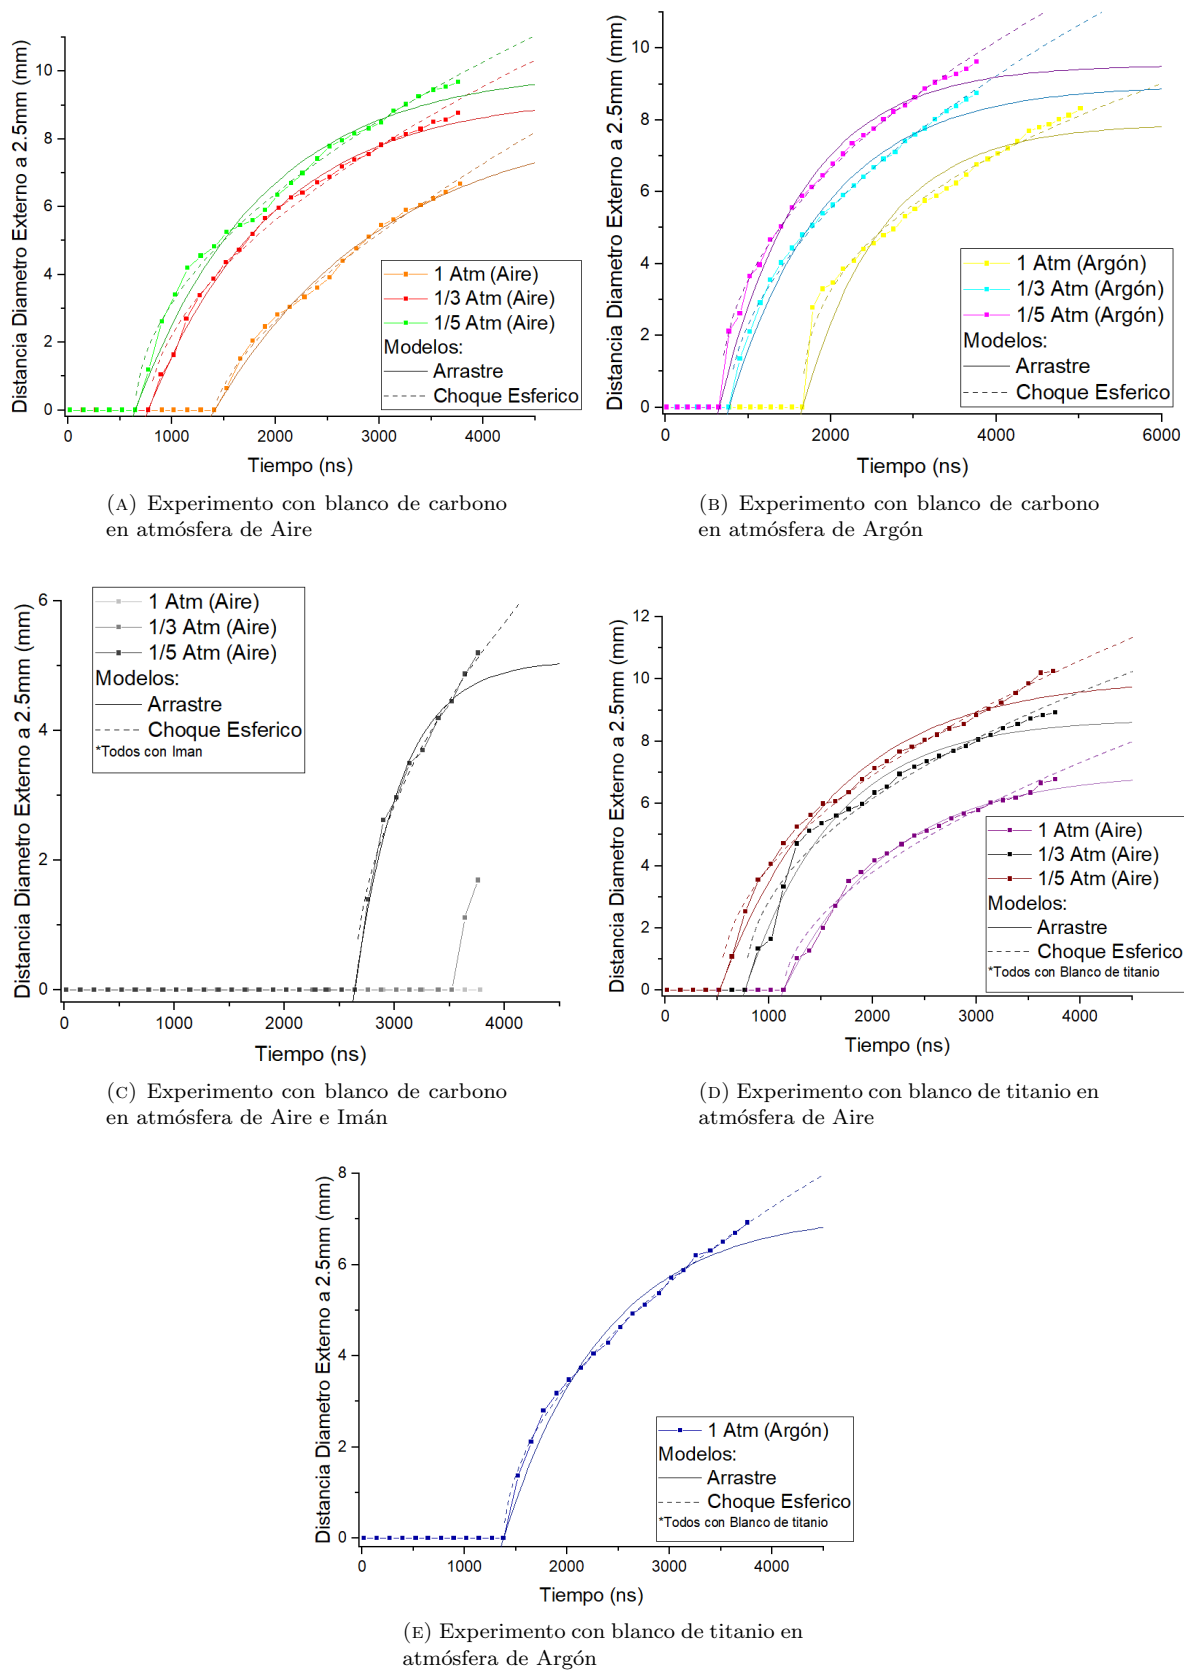 Distancia Diametro Externo a 2.5mm (mm)
10
8
6
4
2
0
0 1000 2000 3000 4000
Tiempo (ns)
1 Atm (Aire)
1/3 Atm (Aire)
1/5 Atm (Aire)
Modelos:
Arrastre
Choque Esferico
(A) Experimento con blanco de carbono
en atmósfera de Aire
Distancia Diametro Externo a 2.5mm (mm)
10
8
6
4
2
0
0 2000 4000 6000
Tiempo (ns)
1 Atm (Argón)
1/3 Atm (Argón)
1/5 Atm (Argón)
Modelos:
Arrastre
Choque Esferico
(B) Experimento con blanco de carbono
en atmósfera de Argón
Distancia Diametro Externo a 2.5mm (mm)
6
4
2
0
0 1000 2000 3000 4000
Tiempo (ns)
1 Atm (Aire)
1/3 Atm (Aire)
1/5 Atm (Aire)
Modelos:
Arrastre
Choque Esferico
*Todos con Iman
(C) Experimento con blanco de carbono
en atmósfera de Aire e Imán
Distancia Diametro Externo a 2.5mm (mm)
12
10
8
6
4
2
0
0 1000 2000 3000 4000
Tiempo (ns)
1 Atm (Aire)
1/3 Atm (Aire)
1/5 Atm (Aire)
Modelos:
Arrastre
Choque Esferico
*Todos con Blanco de titanio
(D) Experimento con blanco de titanio en
atmósfera de Aire
Distancia Diametro Externo a 2.5mm (mm)
8
6
4
2
0
0 1000 2000 3000 4000
Tiempo (ns)
1 Atm (Argón)
Modelos:
Arrastre
Choque Esferico
*Todos con Blanco de titanio
(E) Experimento con blanco de titanio en
atmósfera de Argón